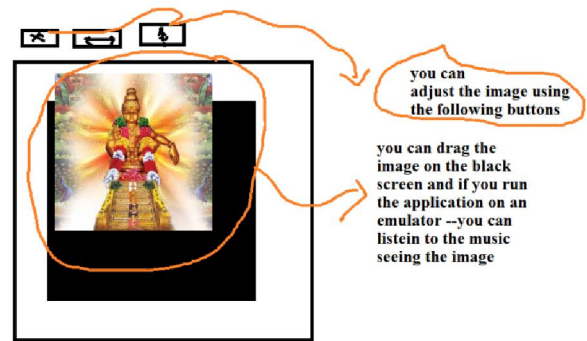 you can
adjust the image using
the following buttons
you can drag the
image on the black
screen and if you run
the application on an
emulator --you can
listein to the music
seeing the image